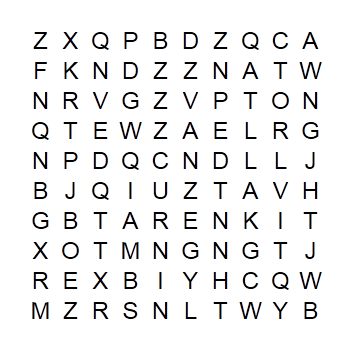 Z X Q P B D Z Q C A
F K N D Z Z N A T W
N R V G Z V P T O N
Q T E W Z A E L R G
N P D Q C N D L L J
B J Q I U Z T A V H
G B T A R E N K I T
X O T M N G N G T J
R E X B I Y H C Q W
M Z R S N L T W Y B